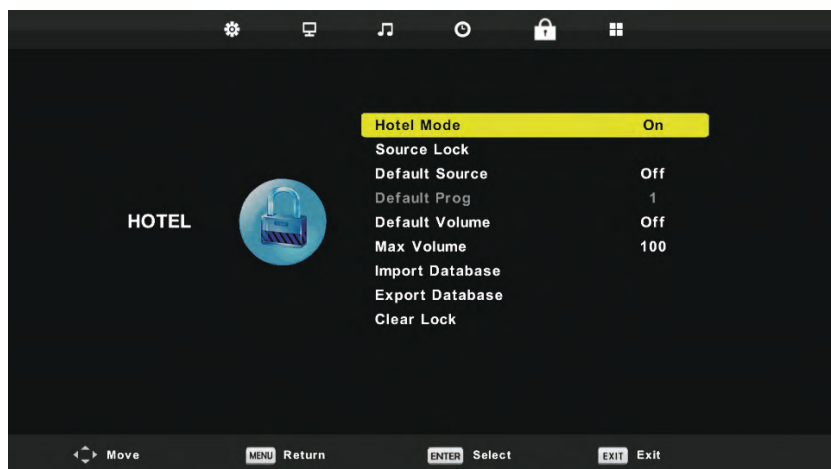 Hotel Mode On
Source Lock
Default Source Off
Default Prog 1
HOTEL
Default Volume Off
Max Volume 100
Import Database
Export Database
Clear Lock
Move MENU Return ENTER Select EXIT Exit